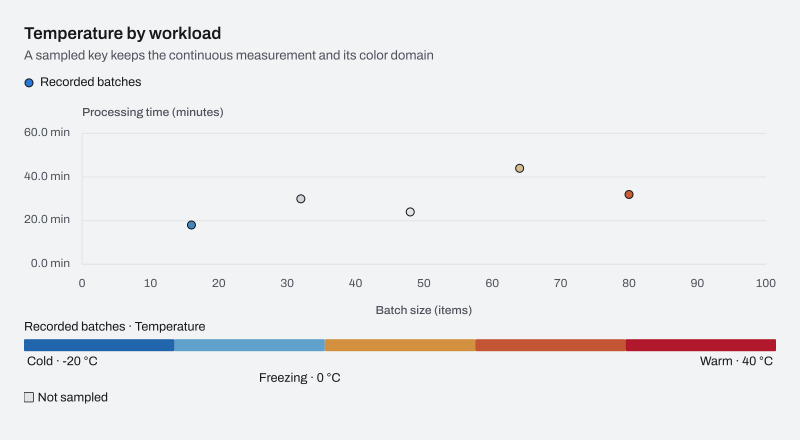 Temperature by workload
A sampled key keeps the continuous measurement and its color domain
Recorded batches
Processing time (minutes)
60.0 min
40.0 min
20.0 min
0.0 min
0 10 20 30 40 50 60 70 80 90 100
Batch size (items)
Recorded batches · Temperature
Cold · -20 °C Warm · 40 °C
Freezing · 0 °C
Not sampled